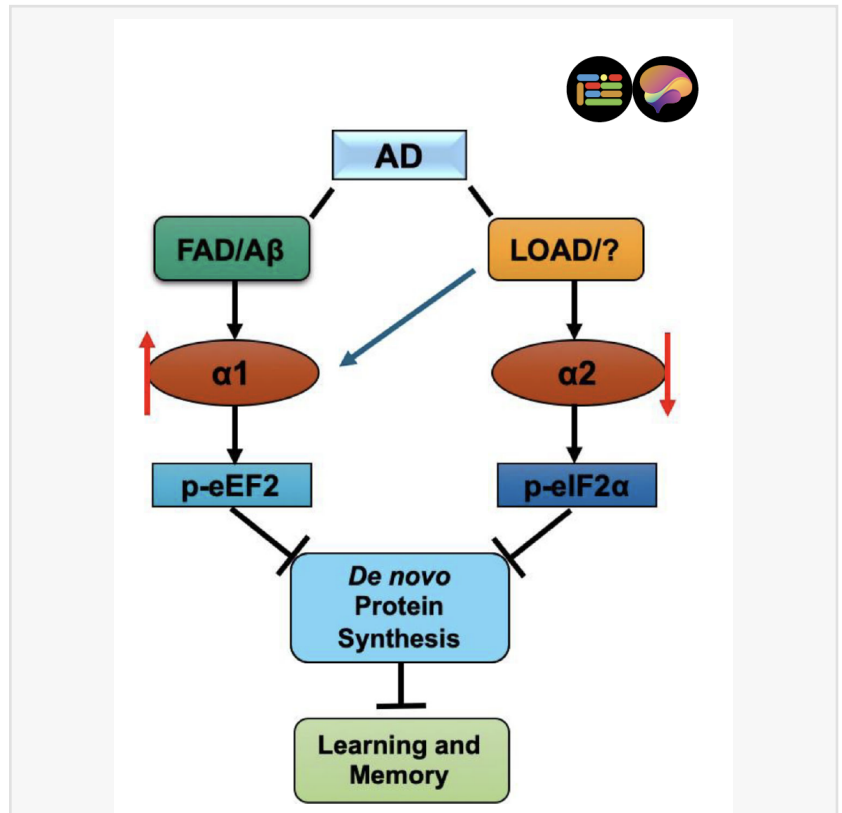 AD
FAD/Aβ
LOAD/?
α1
α2
p-eEF2
p-eIF2α
De novo
Protein
Synthesis
Learning and
Memory